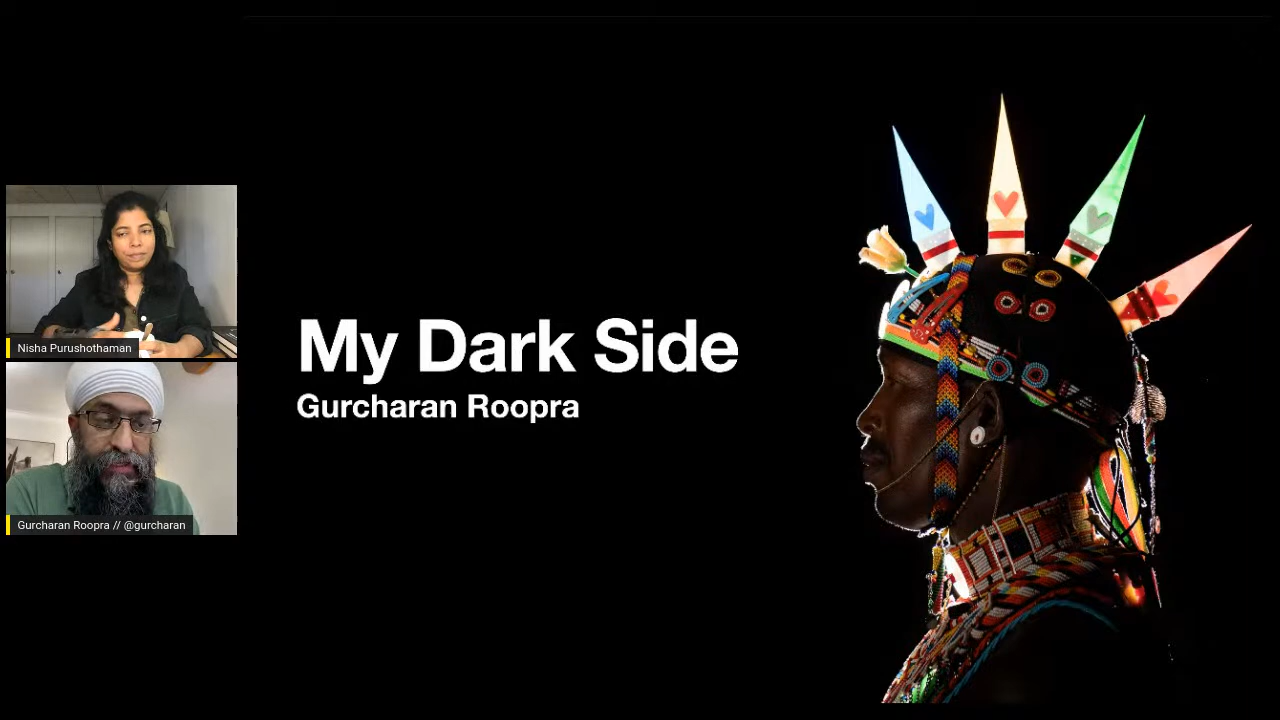 Nisha Purushothaman
Gurcharan Roopra // @gurcharan
My Dark Side
Gurcharan Roopra